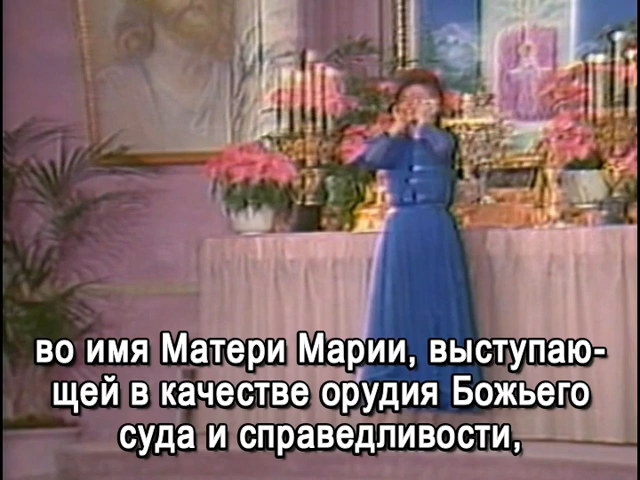 во имя Матери Марии, выступаю-
щей в качестве орудия Божьего
суда и справедливости,